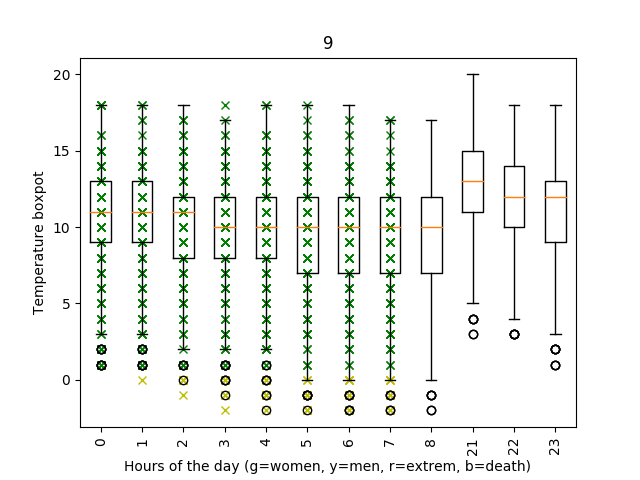 9
20
15
10
5
0
Temperature boxpot
0 1 2 3 4 5 6 7 8 21 22 23
Hours of the day (g=women, y=men, r=extrem, b=death)